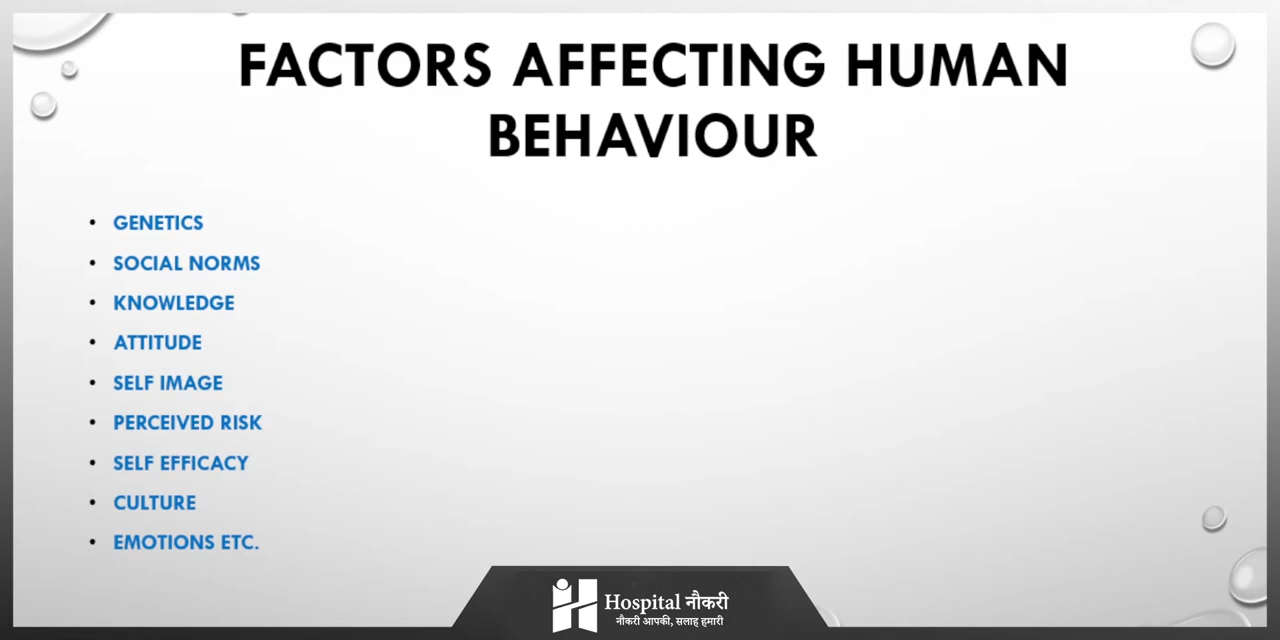 FACTORS AFFECTING HUMAN
BEHAVIOUR
• GENETICS
• SOCIAL NORMS
• KNOWLEDGE
• ATTITUDE
• SELF IMAGE
• PERCEIVED RISK
• SELF EFFICACY
• CULTURE
• EMOTIONS ETC.
Hospital नौकरी
नौकरी आपकी, सलाह हमारी